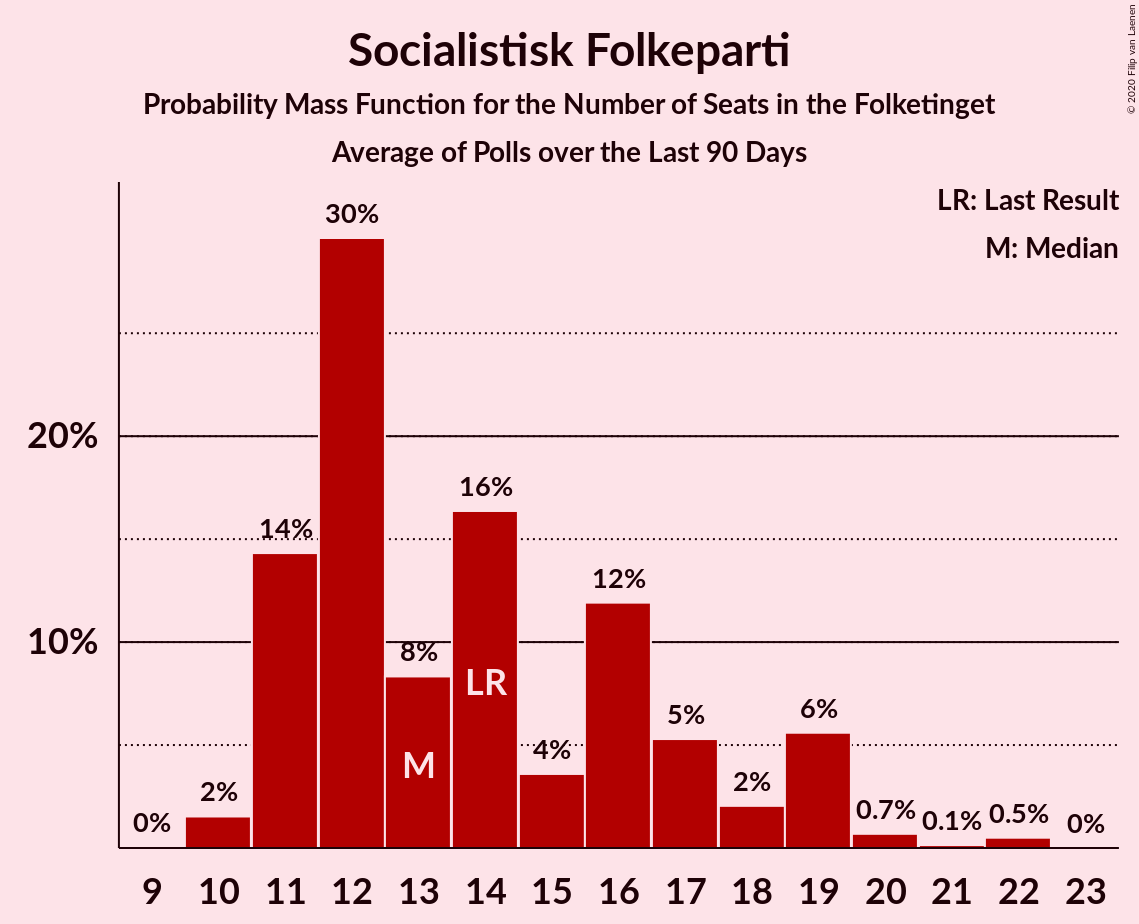 Socialistisk Folkeparti
Probability Mass Function for the Number of Seats in the Folketinget
Average of Polls over the Last 90 Days
© 2020 Filip van Laenen
LR: Last Result
M: Median
30%
20%
16%
14%
12%
10%
8%
LR
5%
6%
4%
M
2%
2%
0%
0.7%
0.1%
0.5%
0%
9 10 11 12 13 14 15 16 17 18 19 20 21 22 23